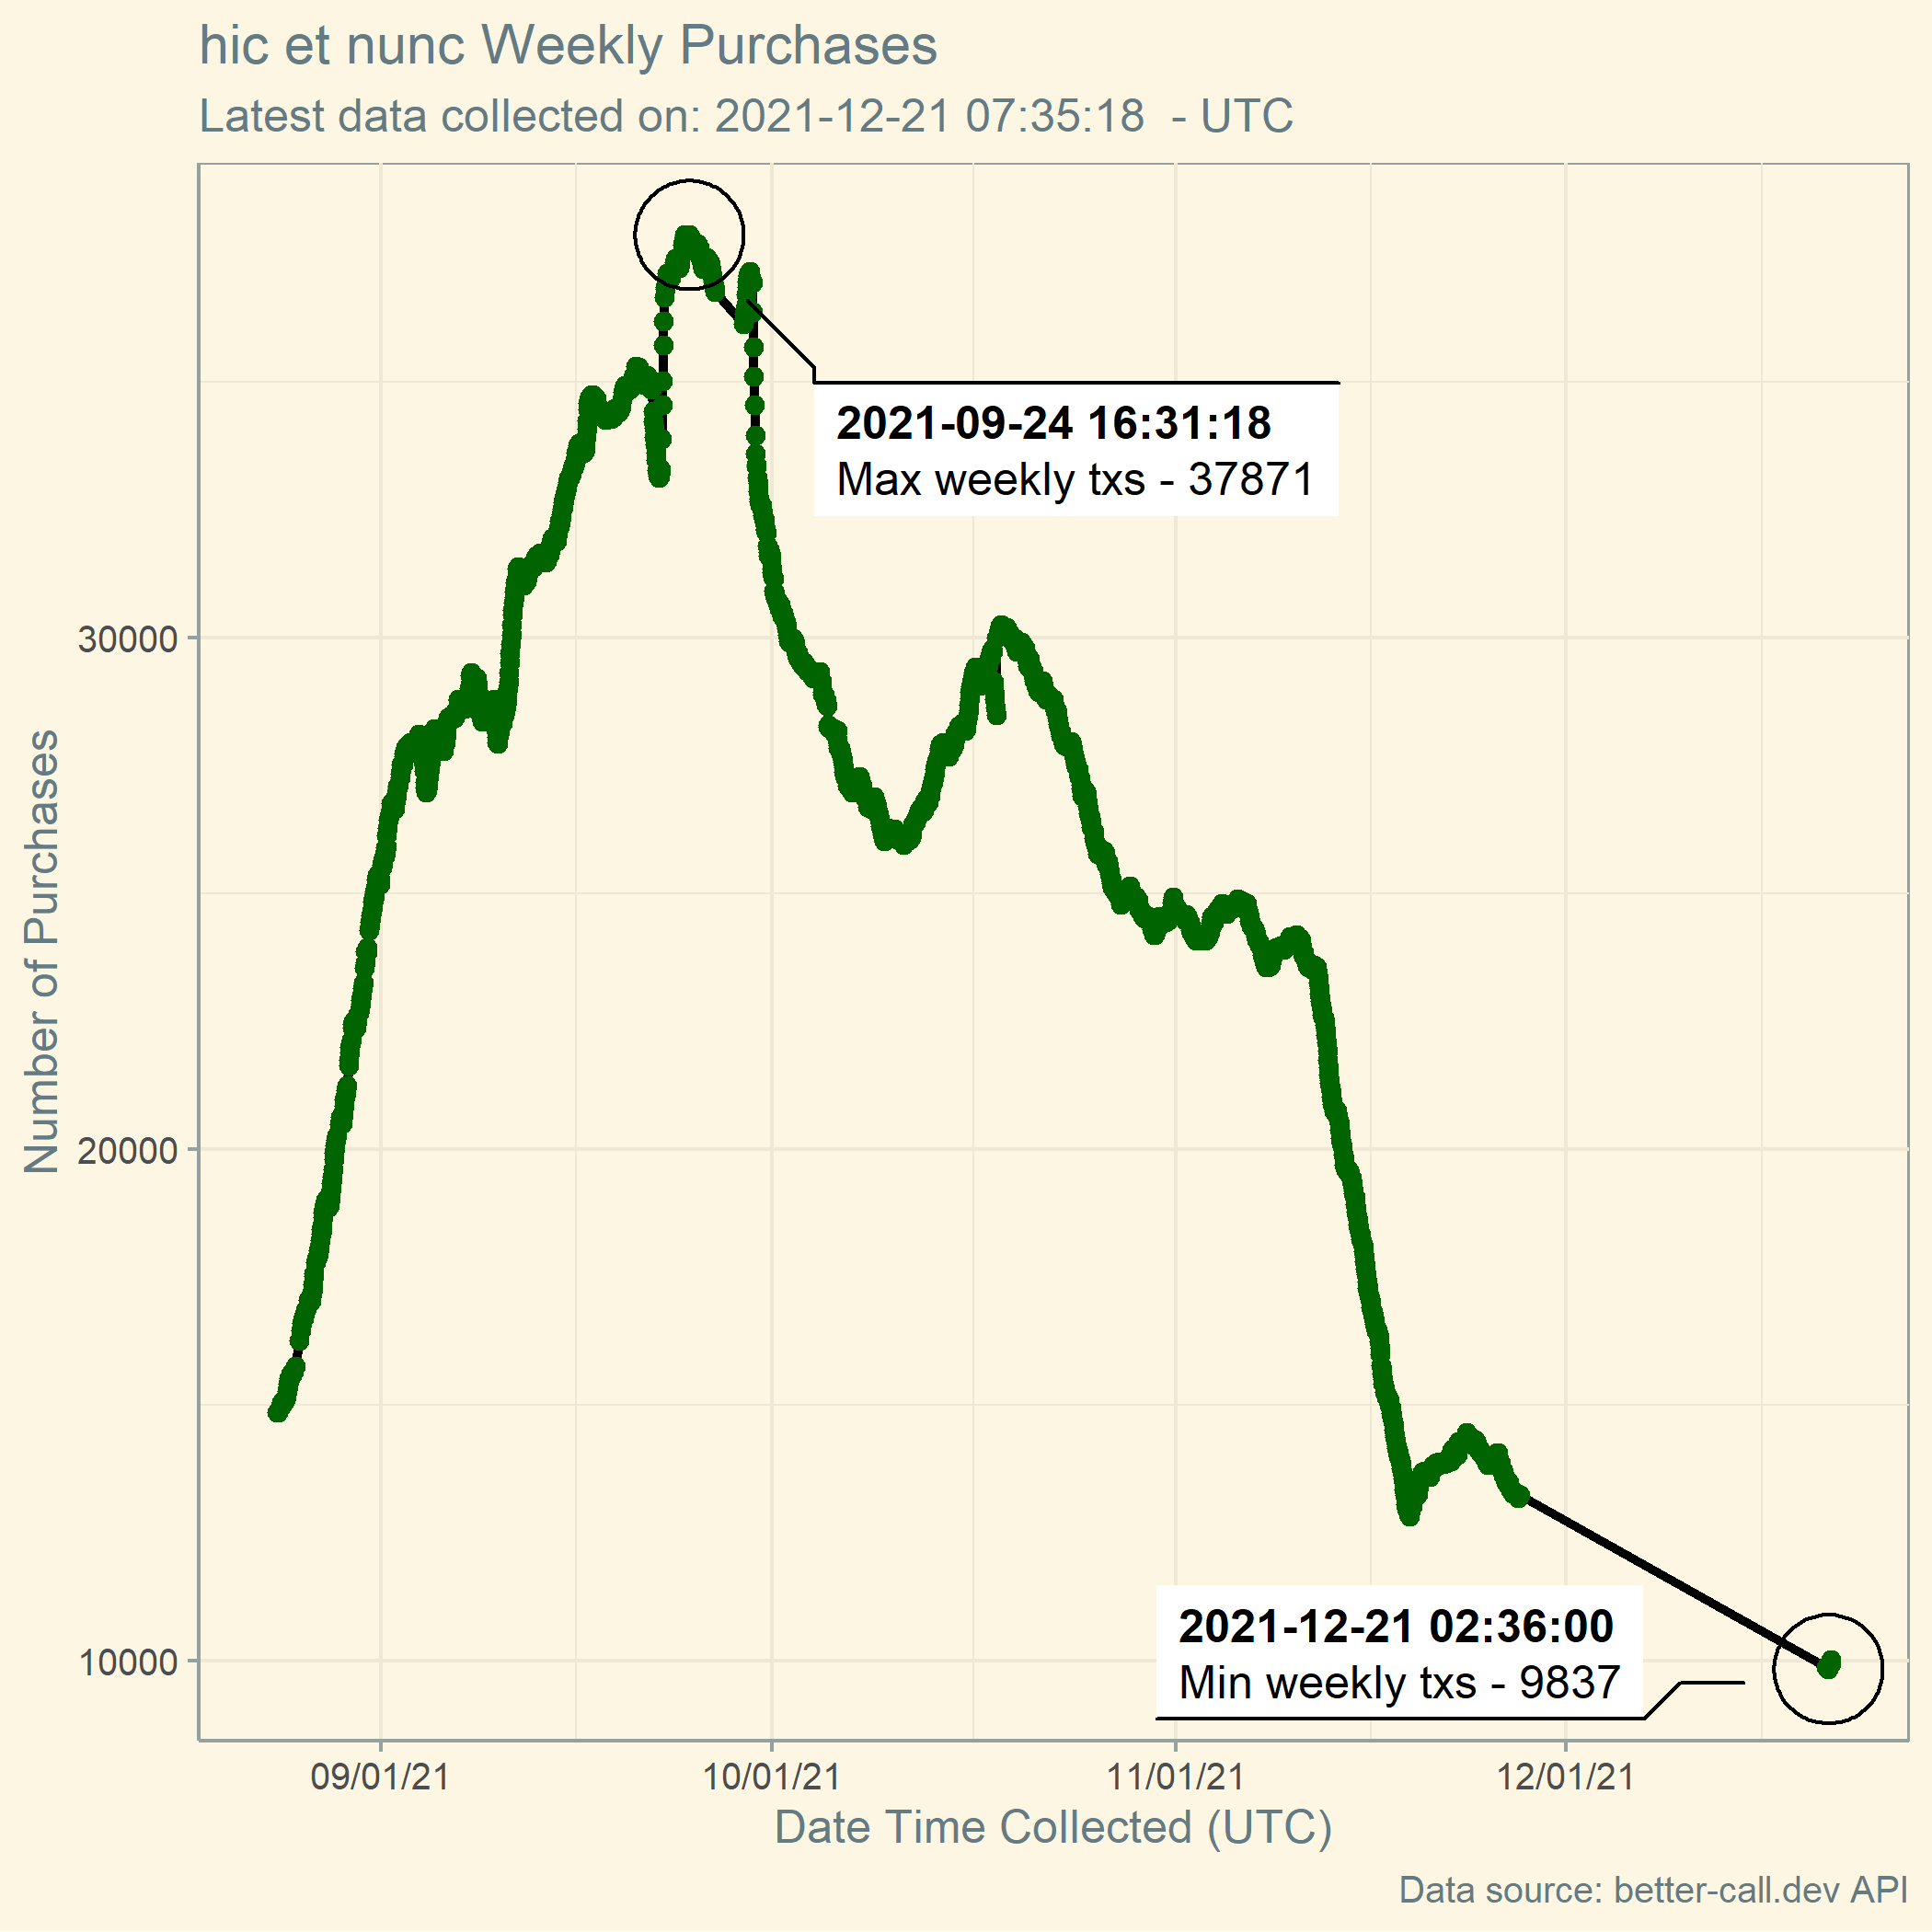 hic et nunc Weekly Purchases
Latest data collected on: 2021-12-21 07:35:18  - UTC
2021-09-24 16:31:18
Max weekly txs - 37871
30000
Number of Purchases
20000
2021-12-21 02:36:00
10000
Min weekly txs - 9837
09/01/21 10/01/21 11/01/21 12/01/21
Date Time Collected (UTC)
Data source: better-call.dev API